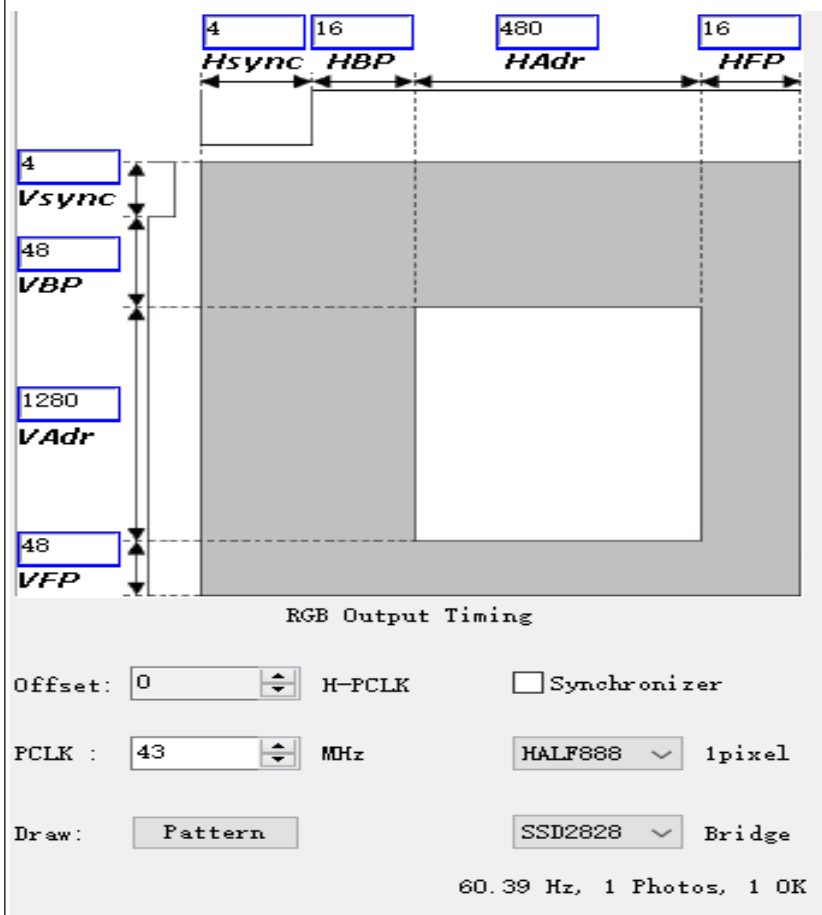 4 16 480 16
Hsync HBP HAdr HFP
4
Vsync
48
VBP
1280
VAdr
48
VFP
RGB Output Timing
Offset: 0 H-PCLK Synchronizer
PCLK : 43 MHz HALF888 1pixel
Draw: Pattern SSD2828 Bridge
60.39 Hz, 1 Photos, 1 OK